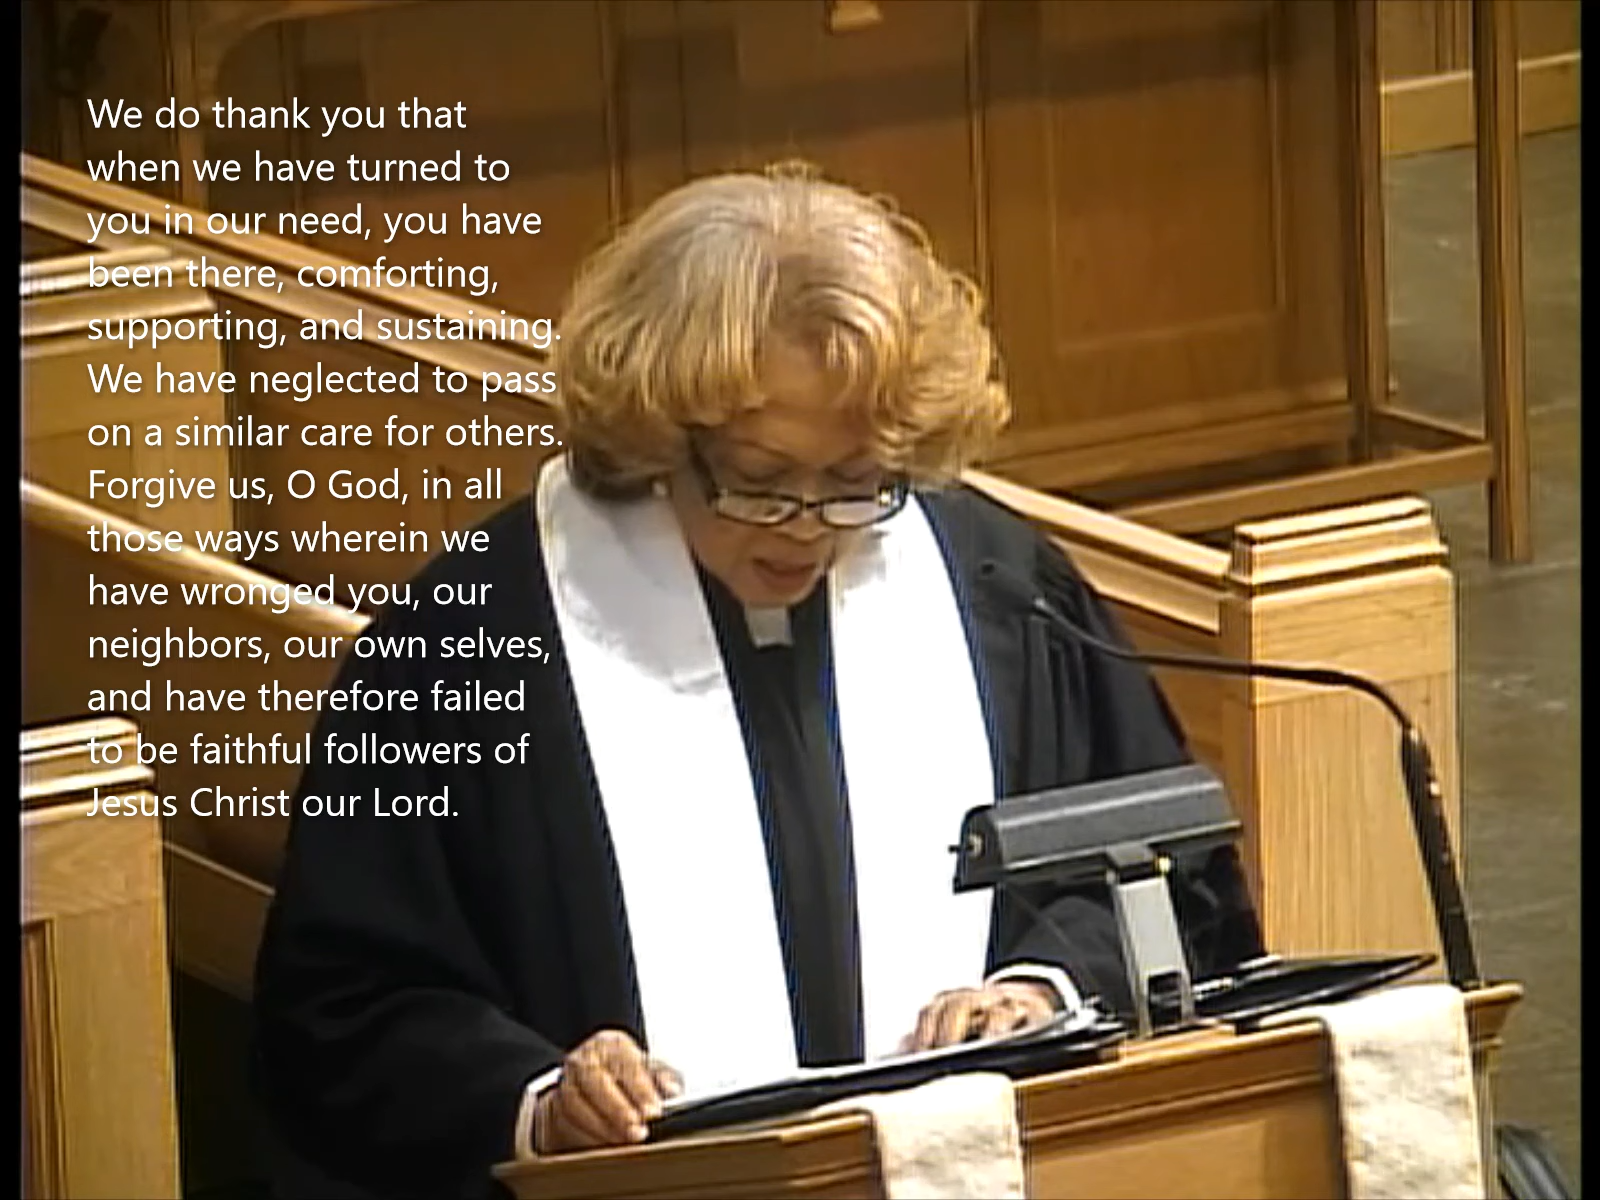 We do thank you that
when we have turned to
you in our need, you have
been there, comforting,
supporting, and sustaining.
We have neglected to pass
on a similar care for others.
Forgive us, O God, in all
those ways wherein we
have wronged you, our
neighbors, our own selves,
and have therefore failed
to be faithful followers of
Jesus Christ our Lord.